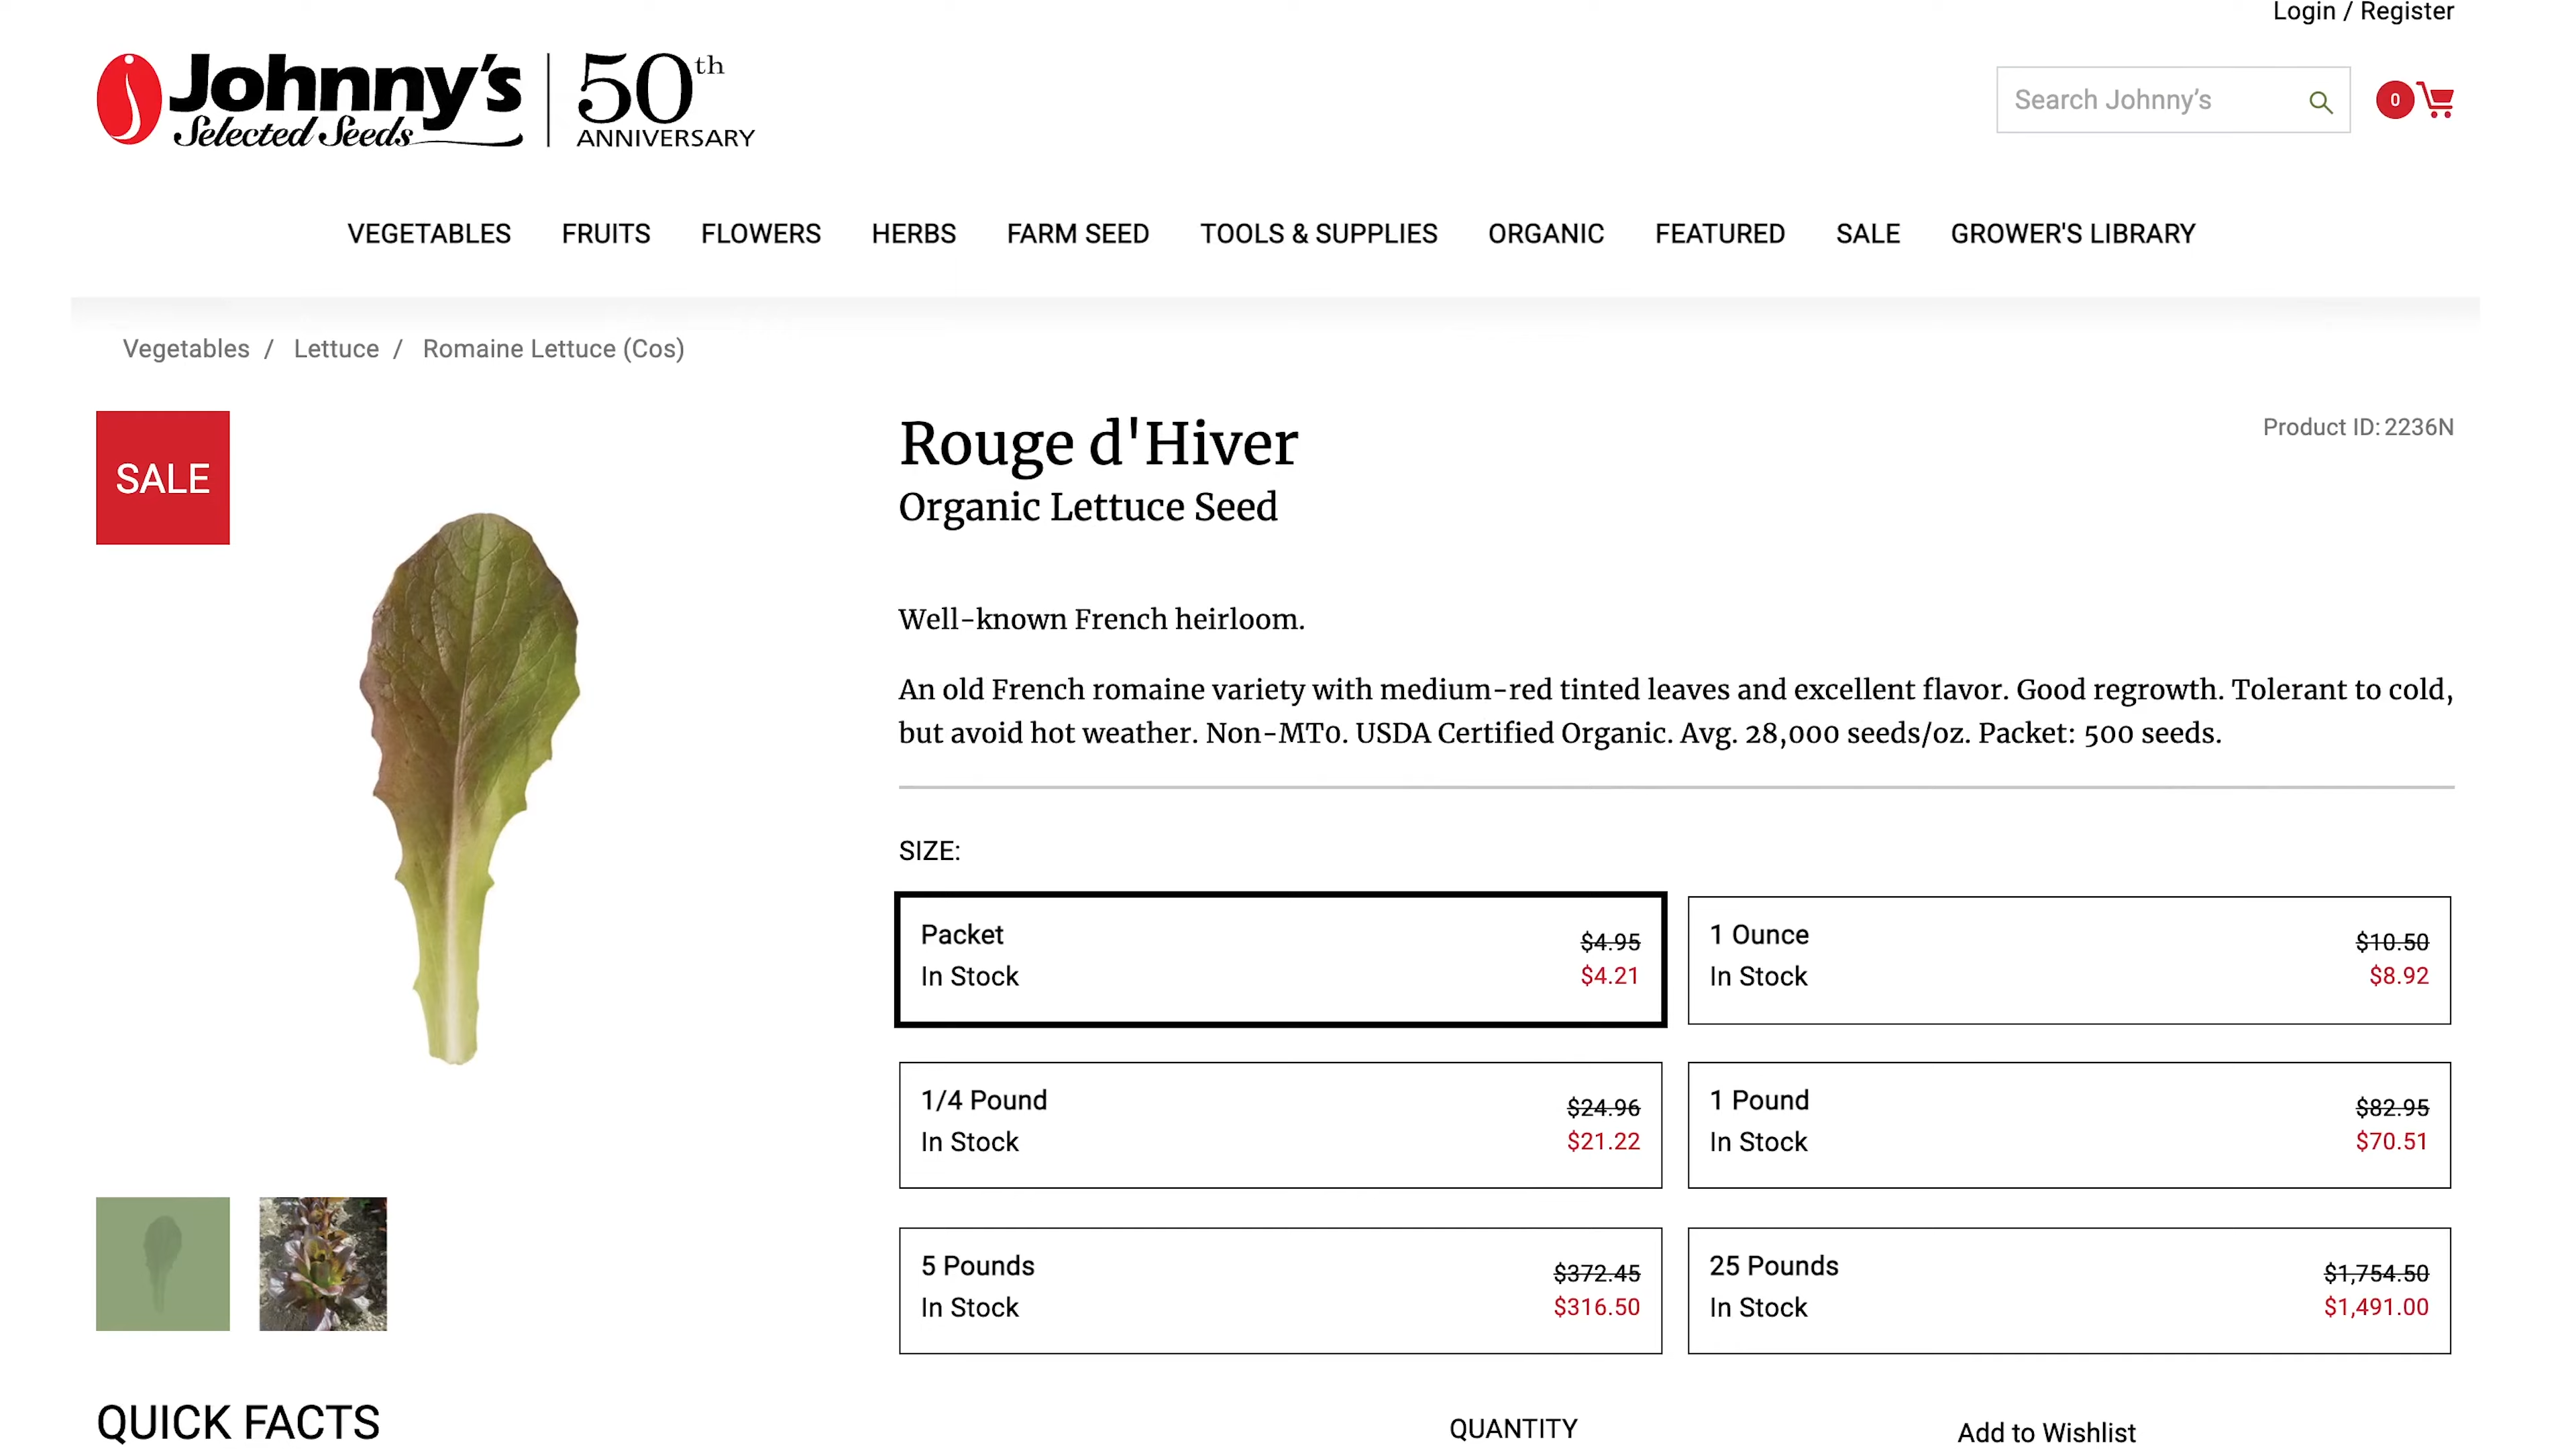 Login / Register
Johnny's
Selected Seeds
50th
ANNIVERSARY
Search Johnny's
0
VEGETABLES FRUITS FLOWERS HERBS FARM SEED TOOLS & SUPPLIES ORGANIC FEATURED SALE GROWER'S LIBRARY
Vegetables / Lettuce / Romaine Lettuce (Cos)
SALE
Rouge d'Hiver
Product ID: 2236N
Organic Lettuce Seed
Well-known French heirloom.
An old French romaine variety with medium-red tinted leaves and excellent flavor. Good regrowth. Tolerant to cold,
but avoid hot weather. Non-MT0. USDA Certified Organic. Avg. 28,000 seeds/oz. Packet: 500 seeds.
SIZE:
Packet $4.95
In Stock $4.21
1 Ounce $10.50
In Stock $8.92
1/4 Pound $24.96
In Stock $21.22
1 Pound $82.95
In Stock $70.51
5 Pounds $372.45
In Stock $316.50
25 Pounds $1,754.50
In Stock $1,491.00
QUICK FACTS
QUANTITY
Add to Wishlist